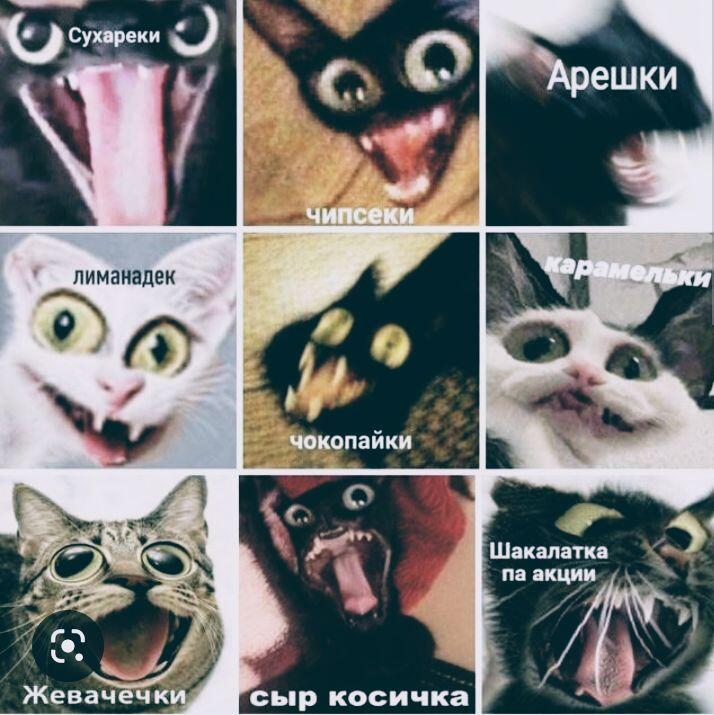 Сухареки
чипсеки
Арешки
лиманадек
чокопайки
карамельки
Жевачечки
сыр косичка
Шакалатка
па акции